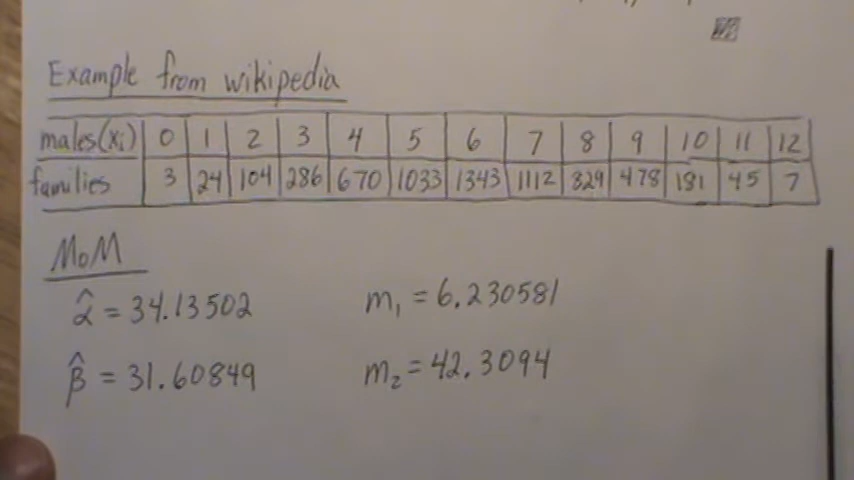 Example from wikipedia
males(xi) 0 1 2 3 4 5 6 7 8 9 10 11 12
families 3 24 104 286 670 1033 1343 1112 829 478 181 45 7
MoM
α̂ = 34.13502 m₁ = 6.230581
β̂ = 31.60849 m₂ = 42.3094